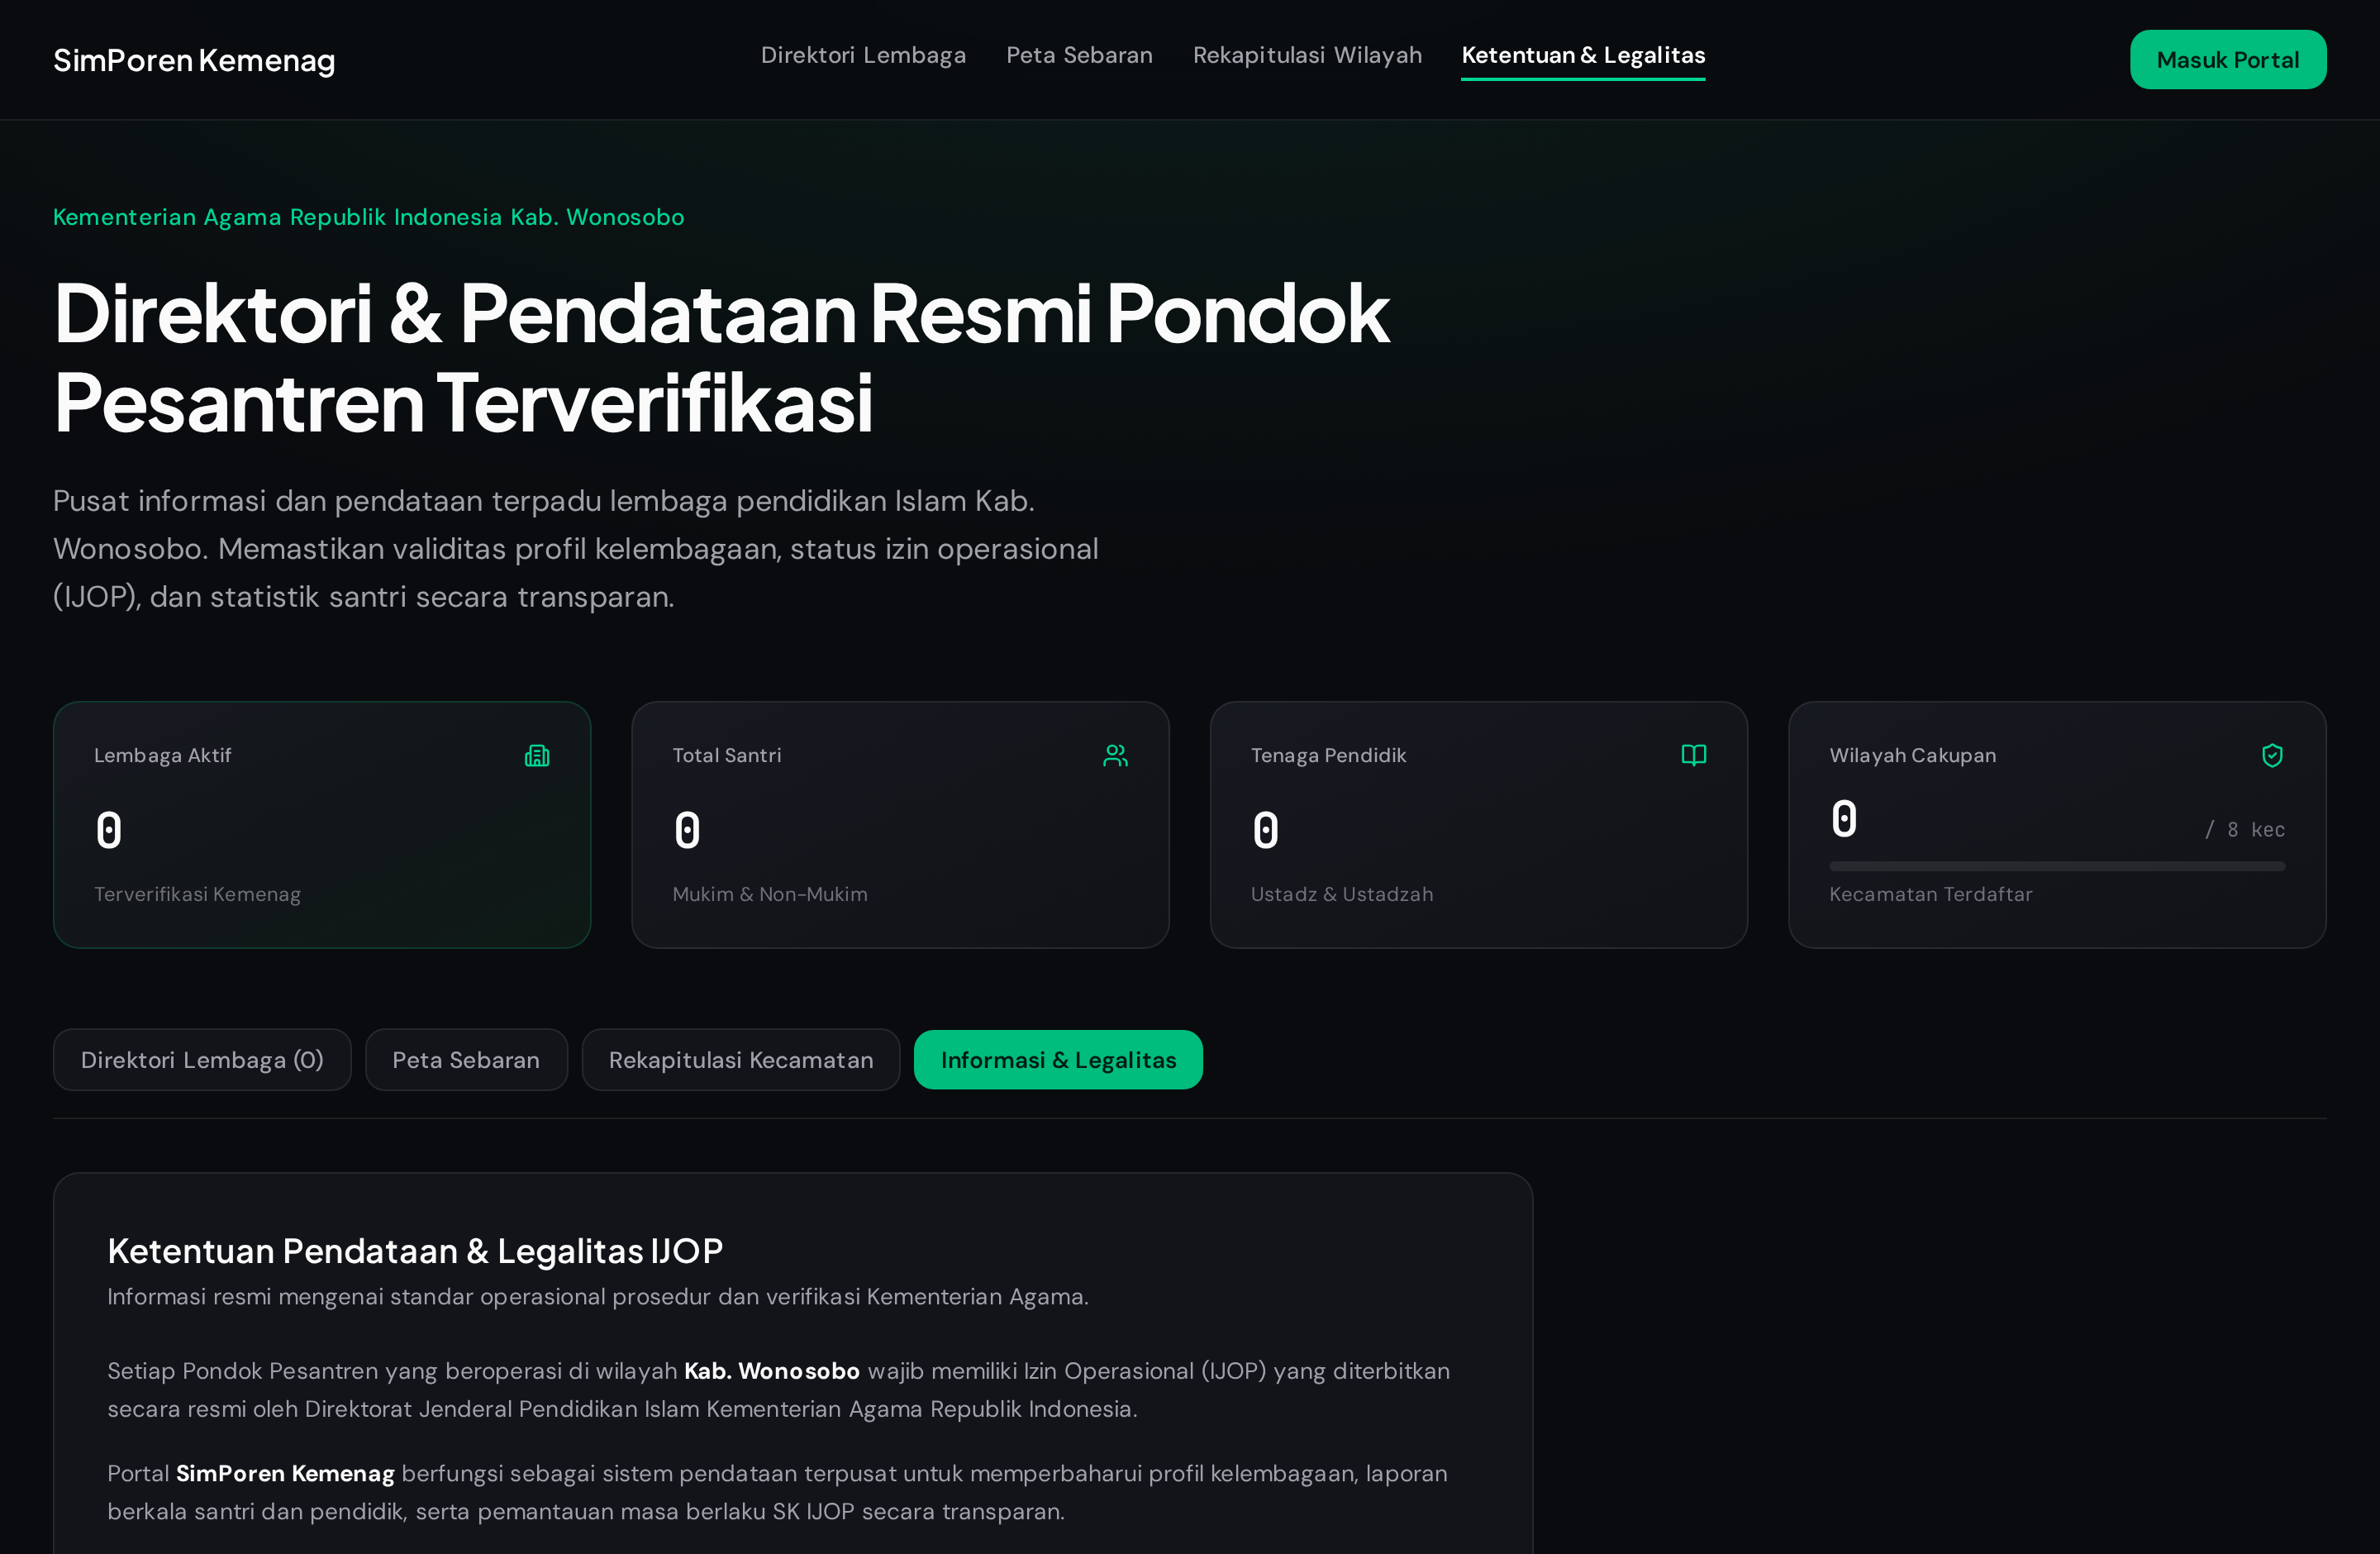 SimPoren Kemenag
Direktori Lembaga
Peta Sebaran
Rekapitulasi Wilayah
Ketentuan & Legalitas
Masuk Portal
Kementerian Agama Republik Indonesia Kab. Wonosobo
Direktori & Pendataan Resmi Pondok
Pesantren Terverifikasi
Pusat informasi dan pendataan terpadu lembaga pendidikan Islam Kab.
Wonosobo. Memastikan validitas profil kelembagaan, status izin operasional
(IJOP), dan statistik santri secara transparan.
Lembaga Aktif
0
Terverifikasi Kemenag
Total Santri
0
Mukim & Non-Mukim
Tenaga Pendidik
0
Ustadz & Ustadzah
Wilayah Cakupan
0
/ 8 kec
Kecamatan Terdaftar
Direktori Lembaga (0)
Peta Sebaran
Rekapitulasi Kecamatan
Informasi & Legalitas
Ketentuan Pendataan & Legalitas IJOP
Informasi resmi mengenai standar operasional prosedur dan verifikasi Kementerian Agama.
Setiap Pondok Pesantren yang beroperasi di wilayah Kab. Wonosobo wajib memiliki Izin Operasional (IJOP) yang diterbitkan
secara resmi oleh Direktorat Jenderal Pendidikan Islam Kementerian Agama Republik Indonesia.
Portal SimPoren Kemenag berfungsi sebagai sistem pendataan terpusat untuk memperbaharui profil kelembagaan, laporan
berkala santri dan pendidik, serta pemantauan masa berlaku SK IJOP secara transparan.